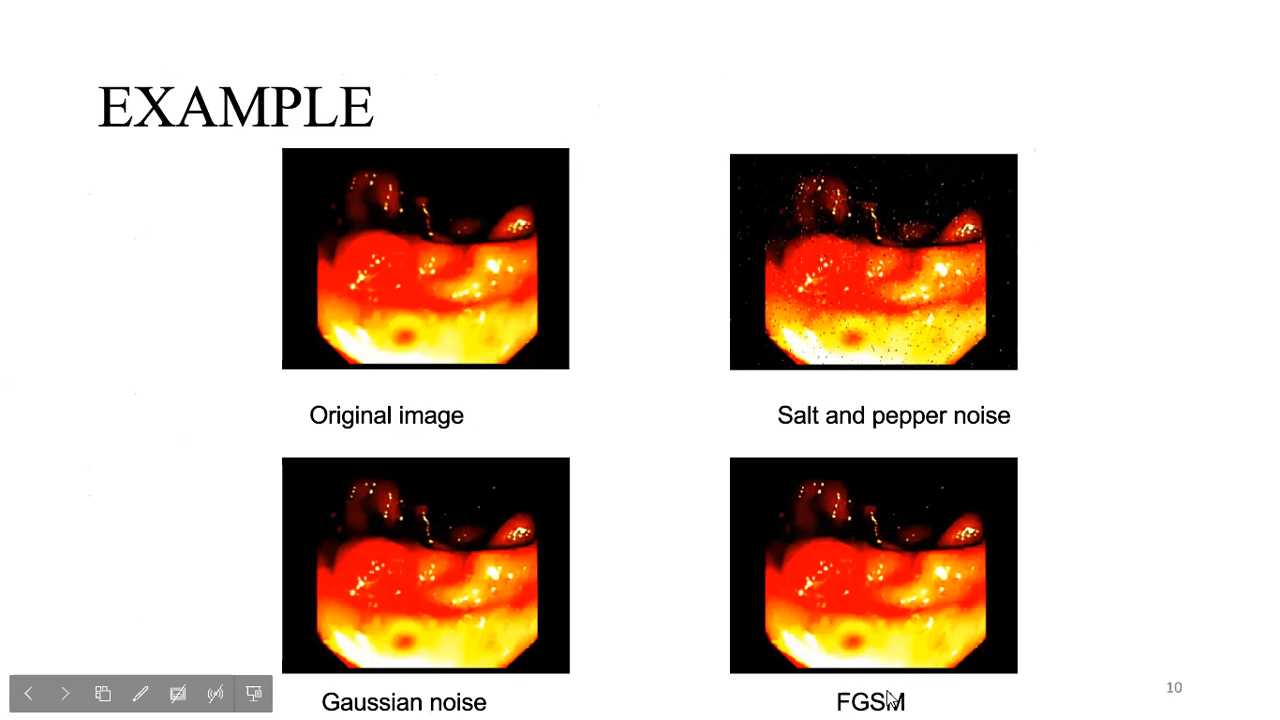 EXAMPLE
Original image
Salt and pepper noise
Gaussian noise
FGSM
10